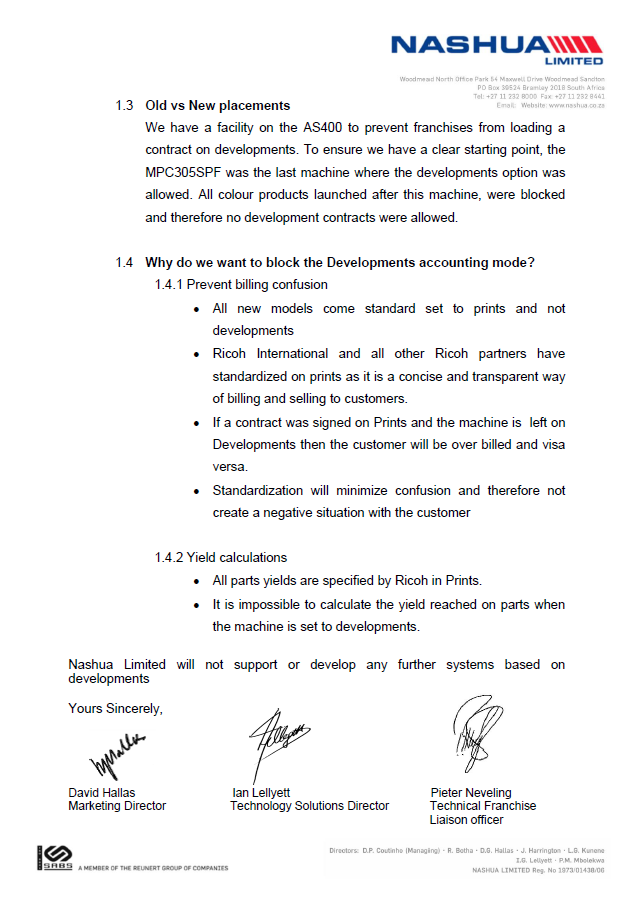 NASHUA
LIMITED
Woodmead North Office Park 54 Maxwell Drive Woodmead Sandton
PO Box 39524 Bramley 2018 South Africa
Tel: +27 11 232 8000 Fax: +27 11 232 8441
Email: Website: www.nashua.co.za
1.3 Old vs New placements
We have a facility on the AS400 to prevent franchises from loading a
contract on developments. To ensure we have a clear starting point, the
MPC305SPF was the last machine where the developments option was
allowed. All colour products launched after this machine, were blocked
and therefore no development contracts were allowed.
1.4 Why do we want to block the Developments accounting mode?
1.4.1 Prevent billing confusion
• All new models come standard set to prints and not
developments
• Ricoh International and all other Ricoh partners have
standardized on prints as it is a concise and transparent way
of billing and selling to customers.
• If a contract was signed on Prints and the machine is left on
Developments then the customer will be over billed and visa
versa.
• Standardization will minimize confusion and therefore not
create a negative situation with the customer
1.4.2 Yield calculations
• All parts yields are specified by Ricoh in Prints.
• It is impossible to calculate the yield reached on parts when
the machine is set to developments.
Nashua Limited will not support or develop any further systems based on
developments
Yours Sincerely,
David Hallas Ian Lellyett Pieter Neveling
Marketing Director Technology Solutions Director Technical Franchise
Liaison officer
SABS
A MEMBER OF THE REUNERT GROUP OF COMPANIES
Directors: D.P. Coutinho (Managing) • R. Botha • D.G. Hallas • J. Harrington • L.G. Kunene
I.G. Lellyett • P.M. Mbolekwa
NASHUA LIMITED Reg. No 1973/01438/06